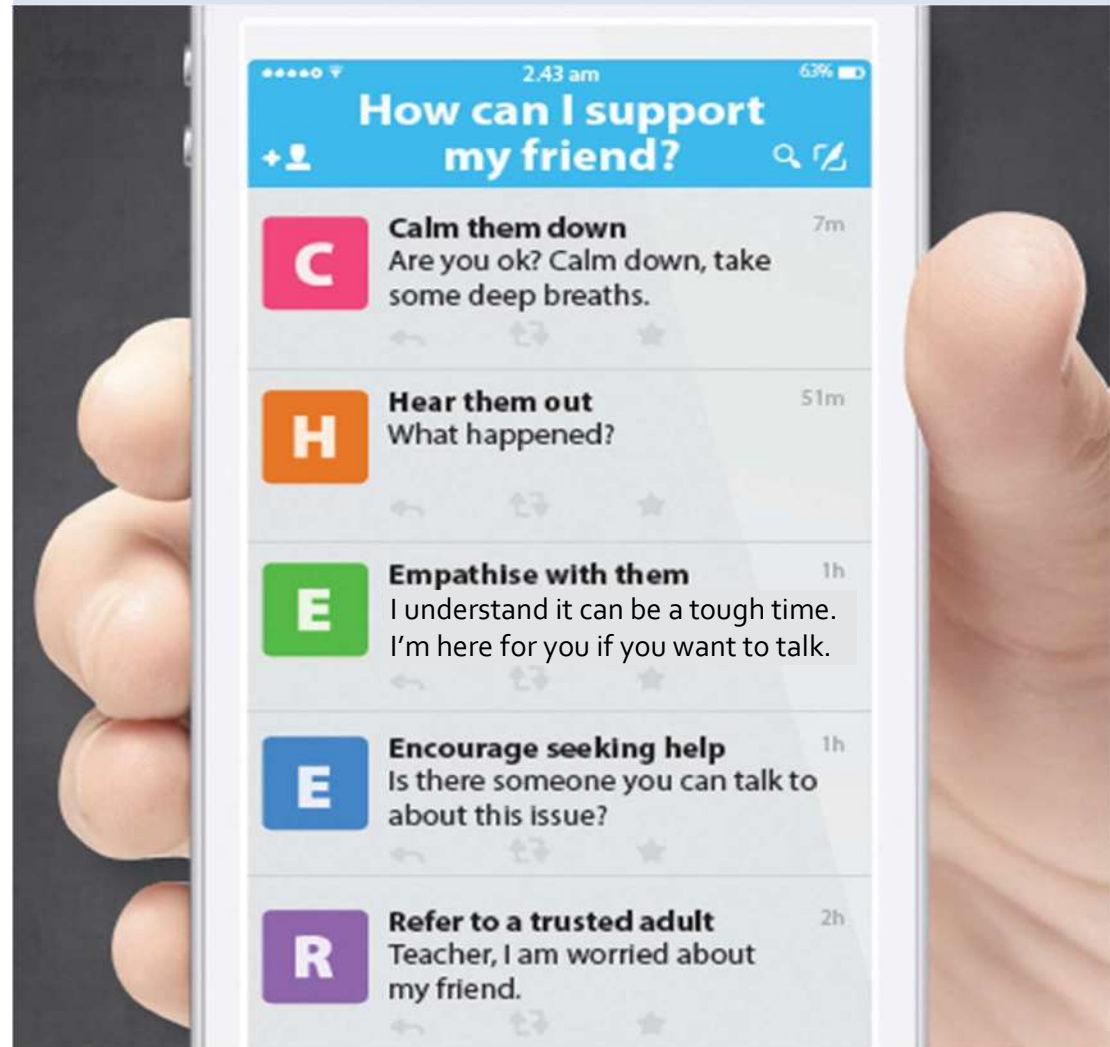 2.43 am
63%
How can I support
my friend?
C
Calm them down
7m
Are you ok? Calm down, take
some deep breaths.
H
Hear them out
51m
What happened?
E
Empathise with them
1h
I understand it can be a tough time.
I'm here for you if you want to talk.
E
Encourage seeking help
1h
Is there someone you can talk to
about this issue?
R
Refer to a trusted adult
2h
Teacher, I am worried about
my friend.